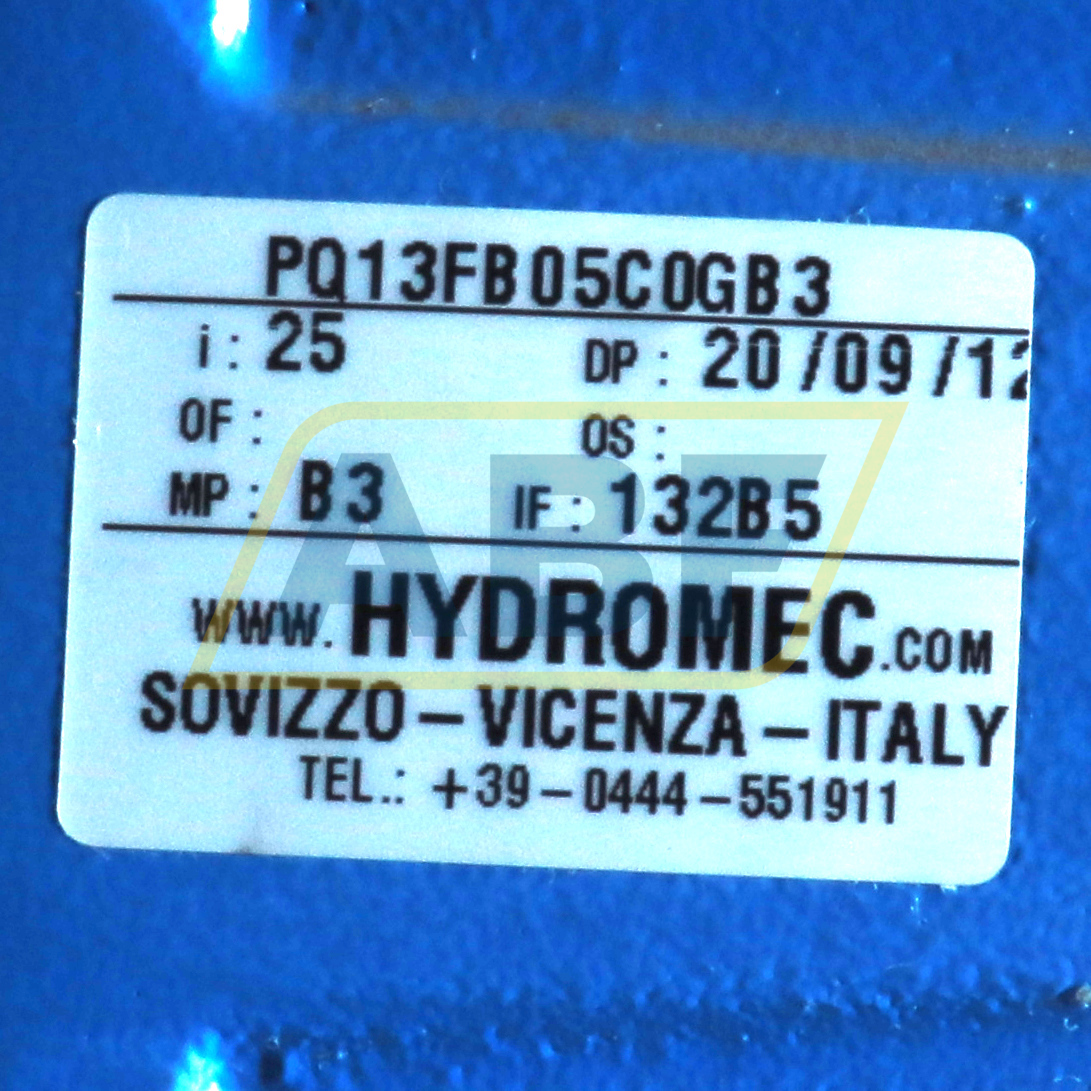 PQ13FB05C0GB3
i: 25 DP: 20/09/12
OF: OS:
MP: B3 IF: 132B5
ABF
www.HYDROMEC.COM
SOVIZZO – VICENZA – ITALY
TEL.: +39 – 0444 – 551911